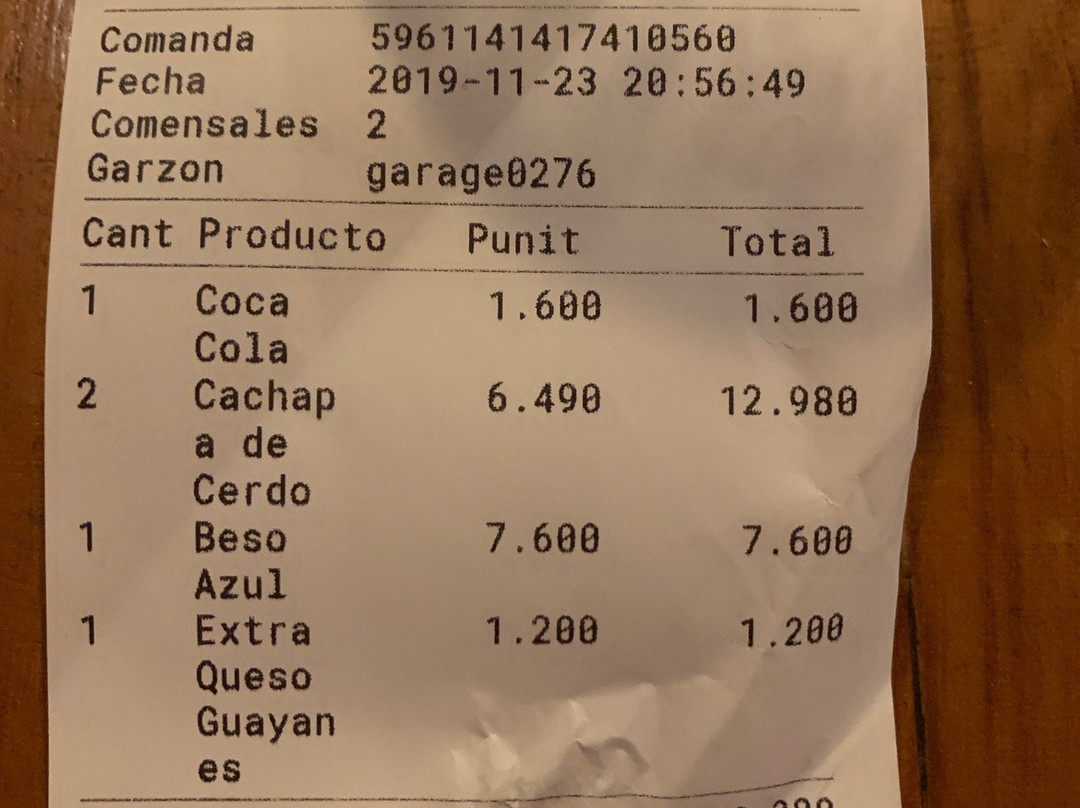 Comanda 5961141417410560
Fecha 2019-11-23 20:56:49
Comensales 2
Garzon garage0276
Cant Producto Punit Total
1 Coca 1.600 1.600
Cola
2 Cachap 6.490 12.980
a de
Cerdo
1 Beso 7.600 7.600
Azul
1 Extra 1.200 1.200
Queso
Guayan
es